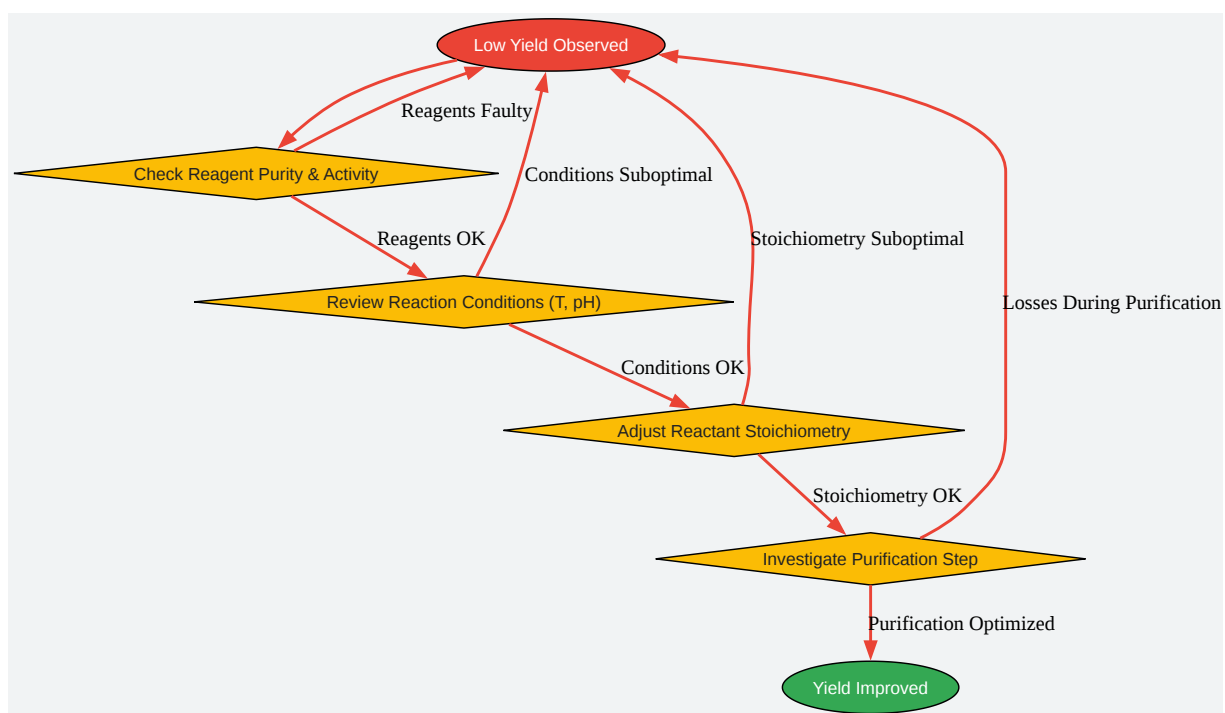 Low Yield Observed
Reagents Faulty
Check Reagent Purity & Activity
Conditions Suboptimal
Reagents OK
Stoichiometry Suboptimal
Review Reaction Conditions (T, pH)
Losses During Purification
Conditions OK
Adjust Reactant Stoichiometry
Stoichiometry OK
Investigate Purification Step
Purification Optimized
Yield Improved